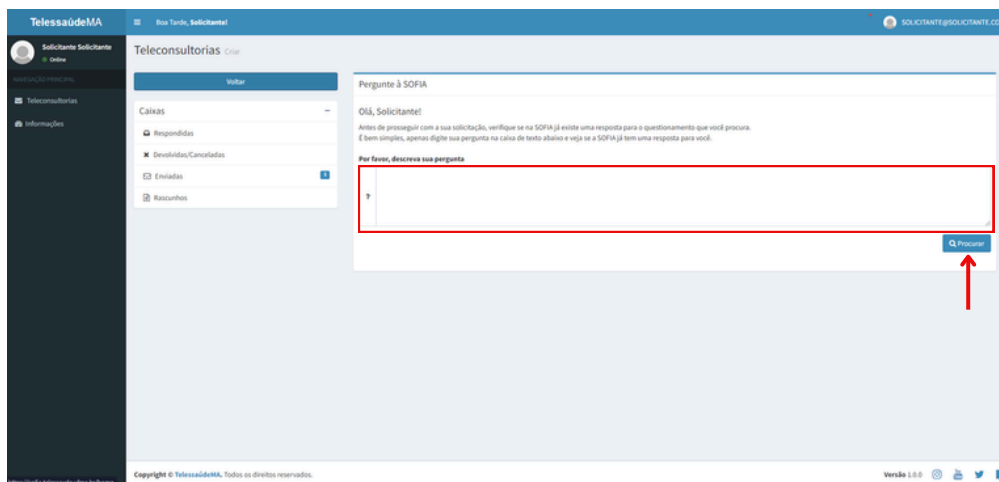 TelessaúdeMA
Boa Tarde, Solicitante!
SOLICITANTE@SOLICITANTE.CO
Solicitante Solicitante
Online
NAVEGAÇÃO PRINCIPAL
Teleconsultorias
Informações
Teleconsultorias Criar
Voltar
Caixas
Respondidas
Devolvidas/Canceladas
Enviadas
Rascunhos
Pergunte à SOFIA
Olá, Solicitante!
Antes de prosseguir com a sua solicitação, verifique se na SOFIA já existe uma resposta para o questionamento que você procura.
É bem simples, apenas digite sua pergunta na caixa de texto abaixo e veja se a SOFIA já tem uma resposta para você.
Por favor, descreva sua pergunta
?
Procurar
Copyright © TelessaúdeMA. Todos os direitos reservados.
Versão 1.0.0